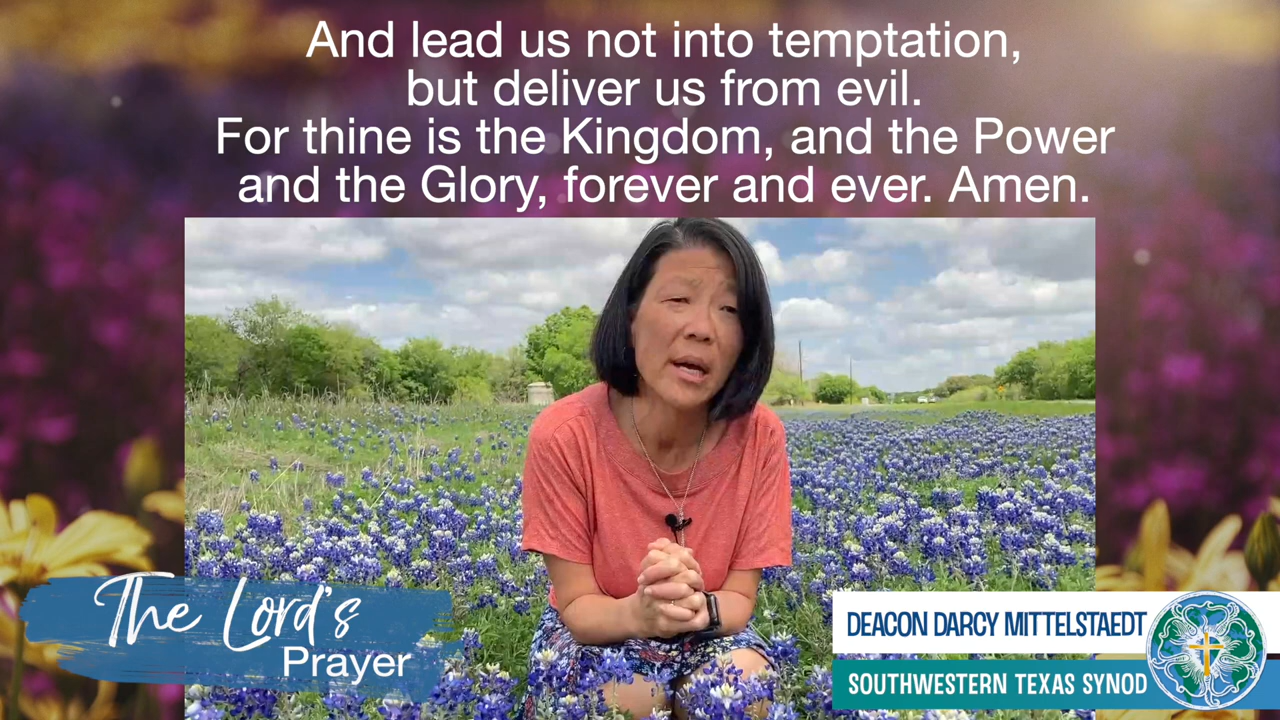 And lead us not into temptation,
but deliver us from evil.
For thine is the Kingdom, and the Power
and the Glory, forever and ever. Amen.
The Lord's
Prayer
DEACON DARCY MITTELSTAEDT
SOUTHWESTERN TEXAS SYNOD